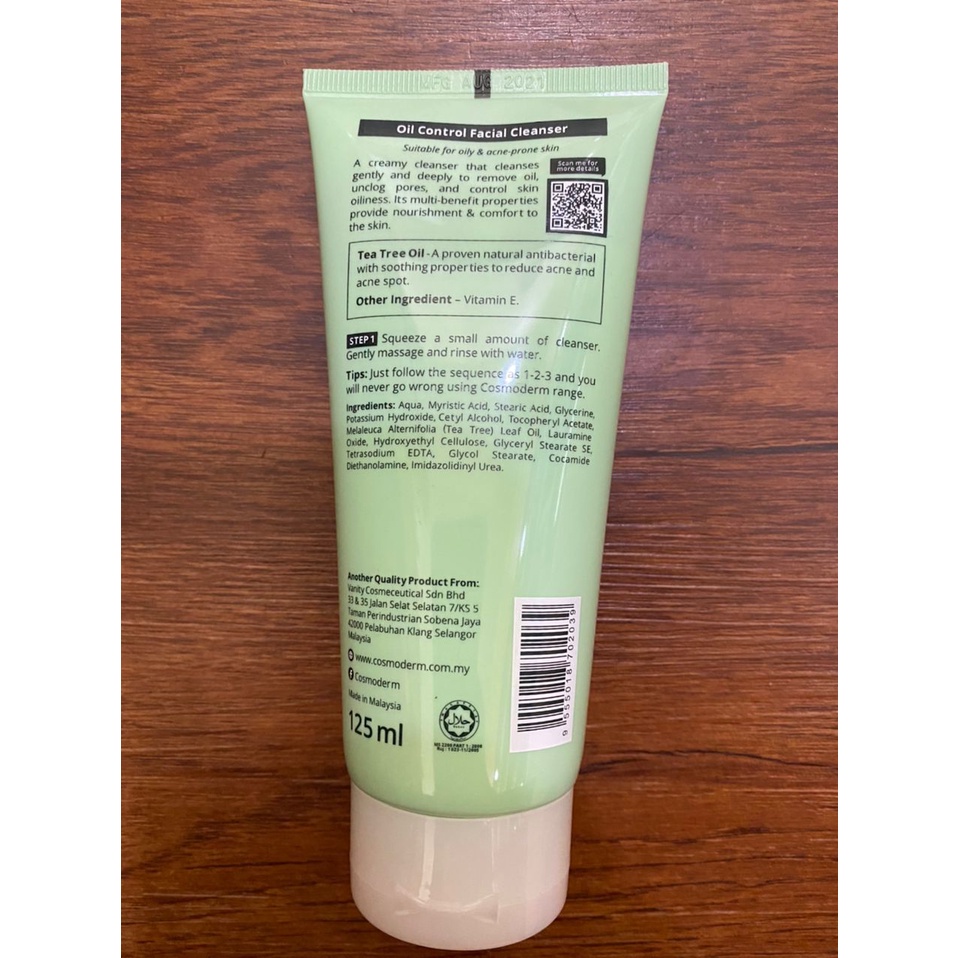 MFG AUG 2021
Oil Control Facial Cleanser
Suitable for oily & acne-prone skin
A creamy cleanser that cleanses
gently and deeply to remove oil,
unclog pores, and control skin
oiliness. Its multi-benefit properties
provide nourishment & comfort to
the skin.
Scan me for
more details
Tea Tree Oil - A proven natural antibacterial
with soothing properties to reduce acne and
acne spot.
Other Ingredient – Vitamin E.
STEP 1 Squeeze a small amount of cleanser.
Gently massage and rinse with water.
Tips: Just follow the sequence as 1-2-3 and you
will never go wrong using Cosmoderm range.
Ingredients: Aqua, Myristic Acid, Stearic Acid, Glycerine,
Potassium Hydroxide, Cetyl Alcohol, Tocopheryl Acetate,
Melaleuca Alternifolia (Tea Tree) Leaf Oil, Lauramine
Oxide, Hydroxyethyl Cellulose, Glyceryl Stearate SE,
Tetrasodium EDTA, Glycol Stearate, Cocamide
Diethanolamine, Imidazolidinyl Urea.
Another Quality Product From:
Vanity Cosmeceutical Sdn Bhd
33 & 35 Jalan Selat Selatan 7/KS 5
Taman Perindustrian Sobena Jaya
42000 Pelabuhan Klang Selangor
Malaysia
www.cosmoderm.com.my
Cosmoderm
Made in Malaysia
125 ml
حلال
9 555018 702039